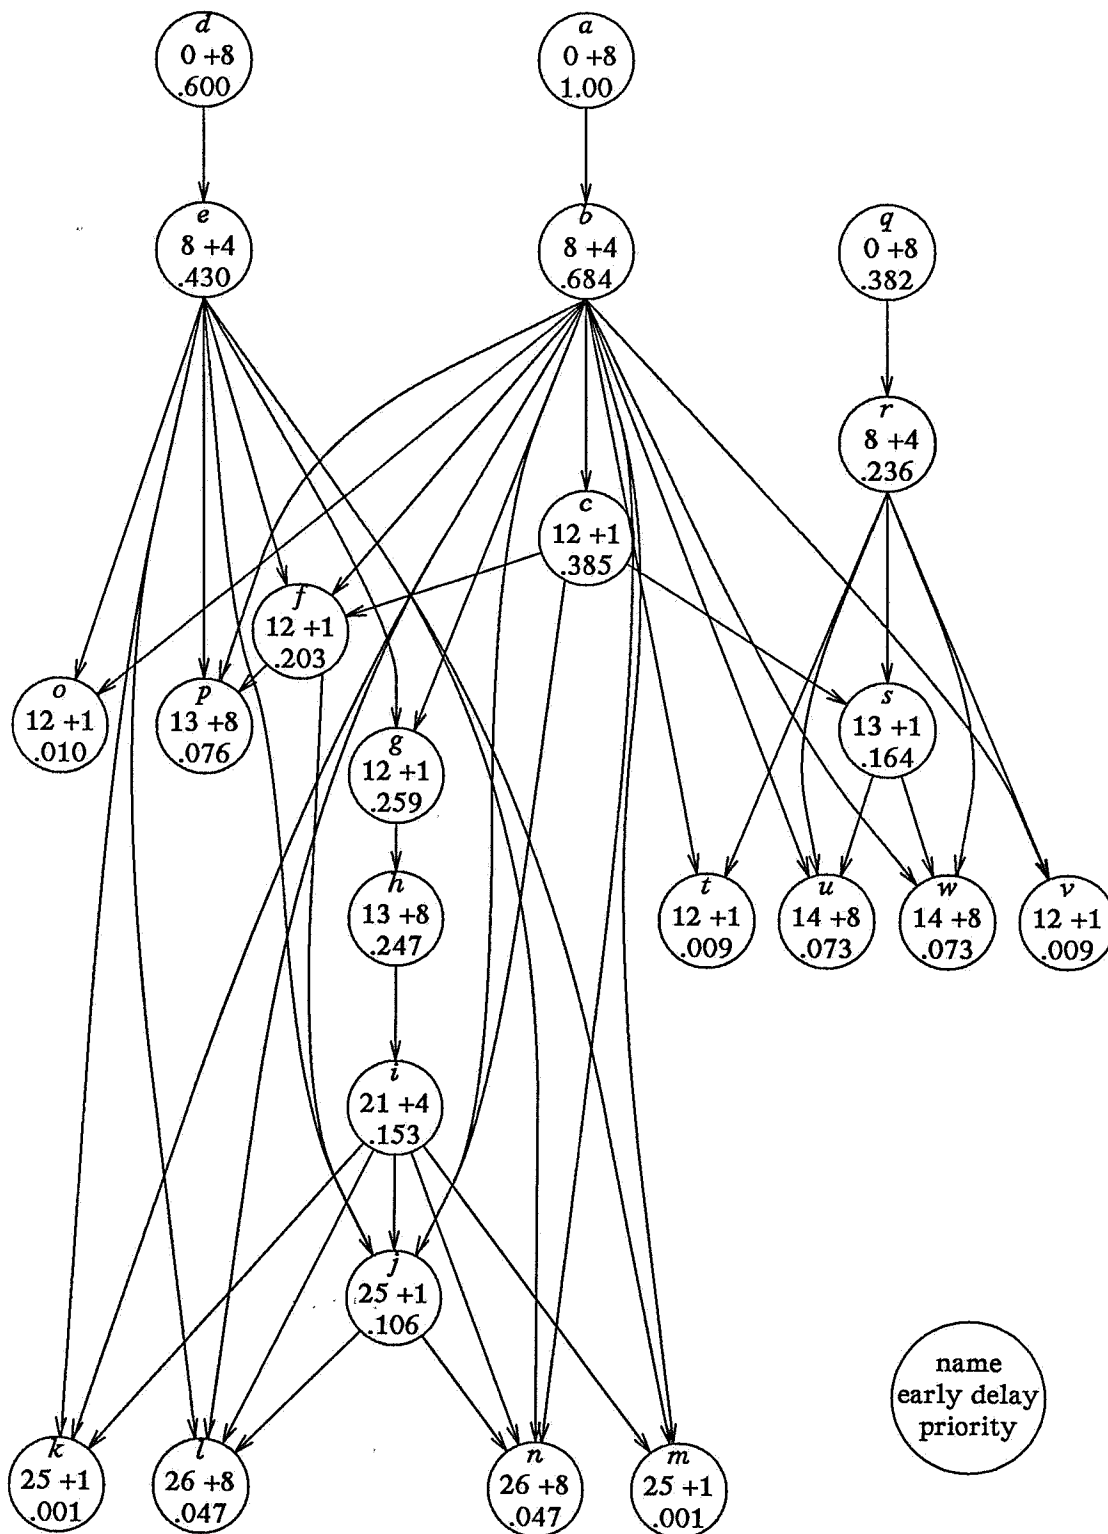 d
0 +8
.600
a
0 +8
1.00
e
8 +4
.430
b
8 +4
.684
q
0 +8
.382
r
8 +4
.236
c
12 +1
.385
f
12 +1
.203
o
12 +1
.010
p
13 +8
.076
g
12 +1
.259
s
13 +1
.164
h
13 +8
.247
t
12 +1
.009
u
14 +8
.073
w
14 +8
.073
v
12 +1
.009
i
21 +4
.153
j
25 +1
.106
name
early delay
priority
k
25 +1
.001
l
26 +8
.047
n
26 +8
.047
m
25 +1
.001